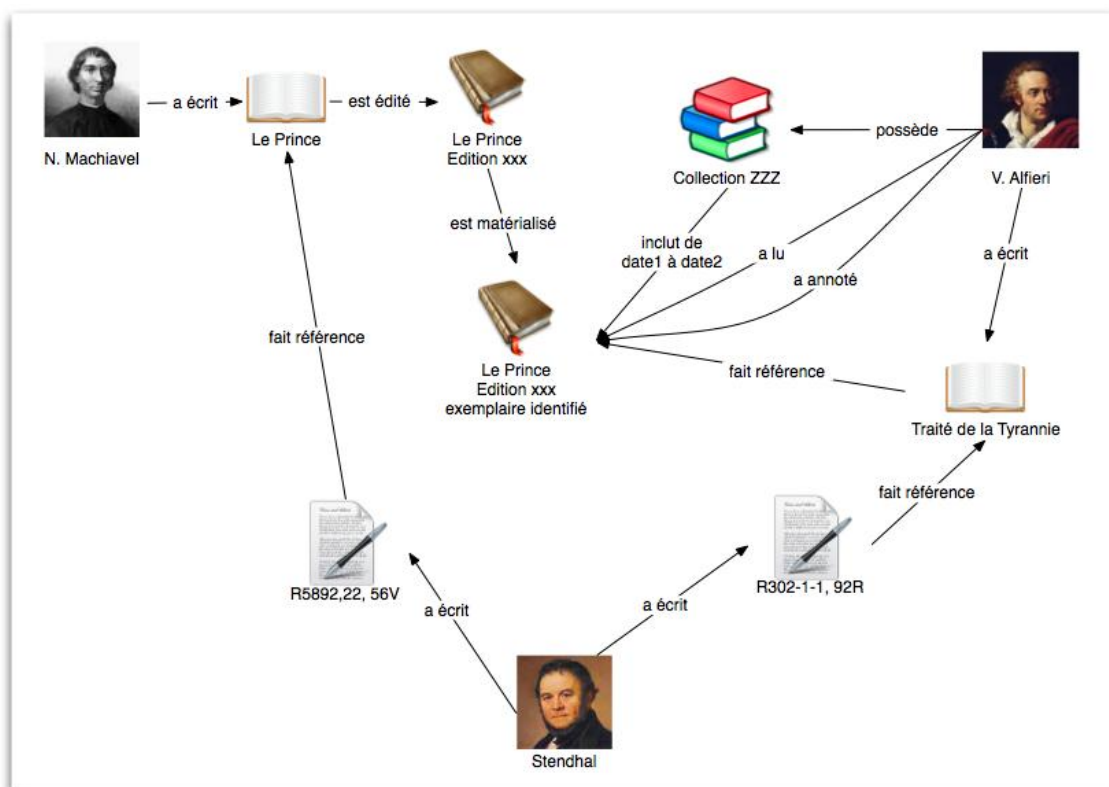 N. Machiavel
a écrit
Le Prince
est édité
Le Prince
Edition xxx
est matérialisé
Le Prince
Edition xxx
exemplaire identifié
Collection ZZZ
possède
V. Alfieri
inclut de
date1 à date2
a lu
a annoté
a écrit
fait référence
Traité de la Tyrannie
fait référence
fait référence
R5892,22, 56V
R302-1-1, 92R
a écrit
a écrit
Stendhal